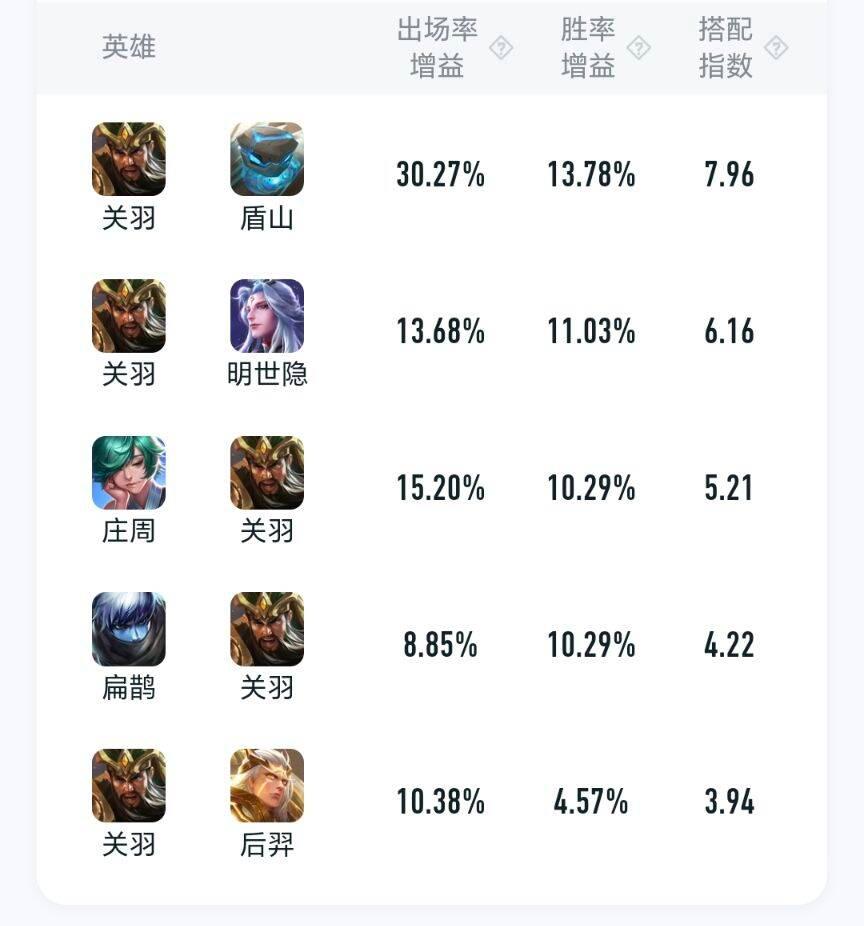 英雄 出场率增益 ? 胜率增益 ? 搭配指数 ?
30.27% 13.78% 7.96
关羽 盾山
13.68% 11.03% 6.16
关羽 明世隐
15.20% 10.29% 5.21
庄周 关羽
8.85% 10.29% 4.22
扁鹊 关羽
10.38% 4.57% 3.94
关羽 后羿